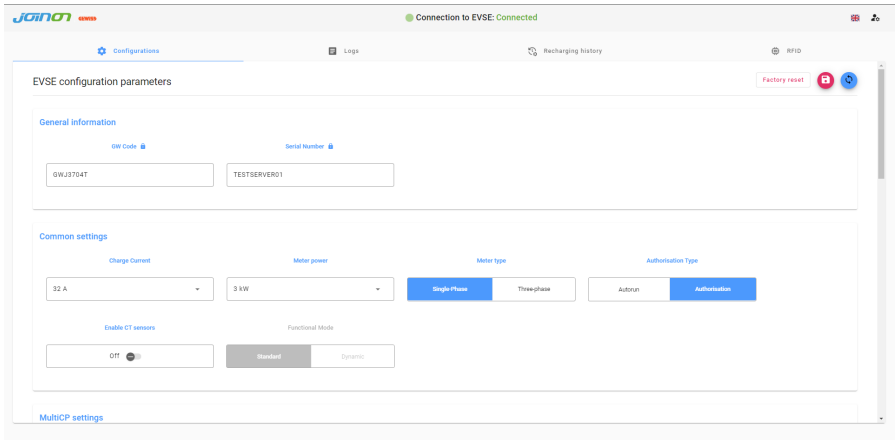 JOINON GEWISS
Connection to EVSE: Connected
Configurations Logs Recharging history RFID
EVSE configuration parameters
Factory reset
General information
GW Code Serial Number
GWJ3704T TESTSERVER01
Common settings
Charge Current Meter power Meter type Authorisation Type
32 A 3 kW Single-Phase Three-phase Autorun Authorisation
Enable CT sensors Functional Mode
Off Standard Dynamic
MultiCP settings